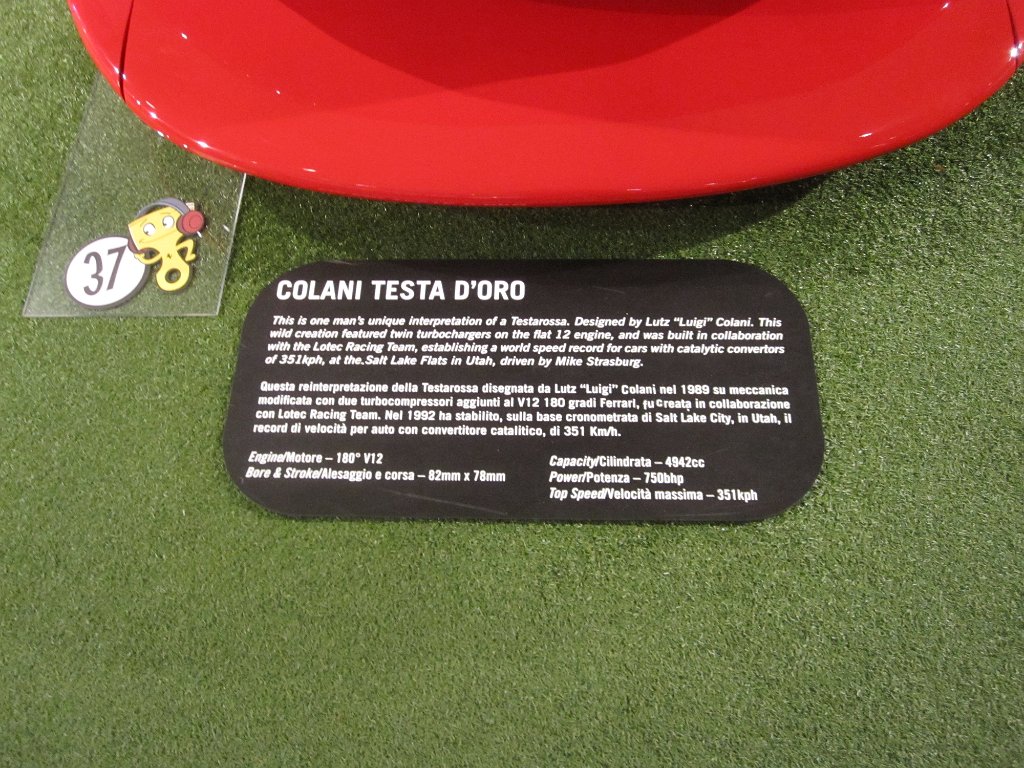 37
COLANI TESTA D'ORO
This is one man's unique interpretation of a Testarossa. Designed by Lutz "Luigi" Colani. This
wild creation featured twin turbochargers on the flat 12 engine, and was built in collaboration
with the Lotec Racing Team, establishing a world speed record for cars with catalytic convertors
of 351kph, at the.Salt Lake Flats in Utah, driven by Mike Strasburg.
Questa reinterpretazione della Testarossa disegnata da Lutz "Luigi" Colani nel 1989 su meccanica
modificata con due turbocompressori aggiunti al V12 180 gradi Ferrari, fu creata in collaborazione
con Lotec Racing Team. Nel 1992 ha stabilito, sulla base cronometrata di Salt Lake City, in Utah, il
record di velocità per auto con convertitore catalitico, di 351 Km/h.
Engine/Motore – 180° V12
Bore & Stroke/Alesaggio e corsa – 82mm x 78mm
Capacity/Cilindrata – 4942cc
Power/Potenza – 750bhp
Top Speed/Velocità massima – 351kph